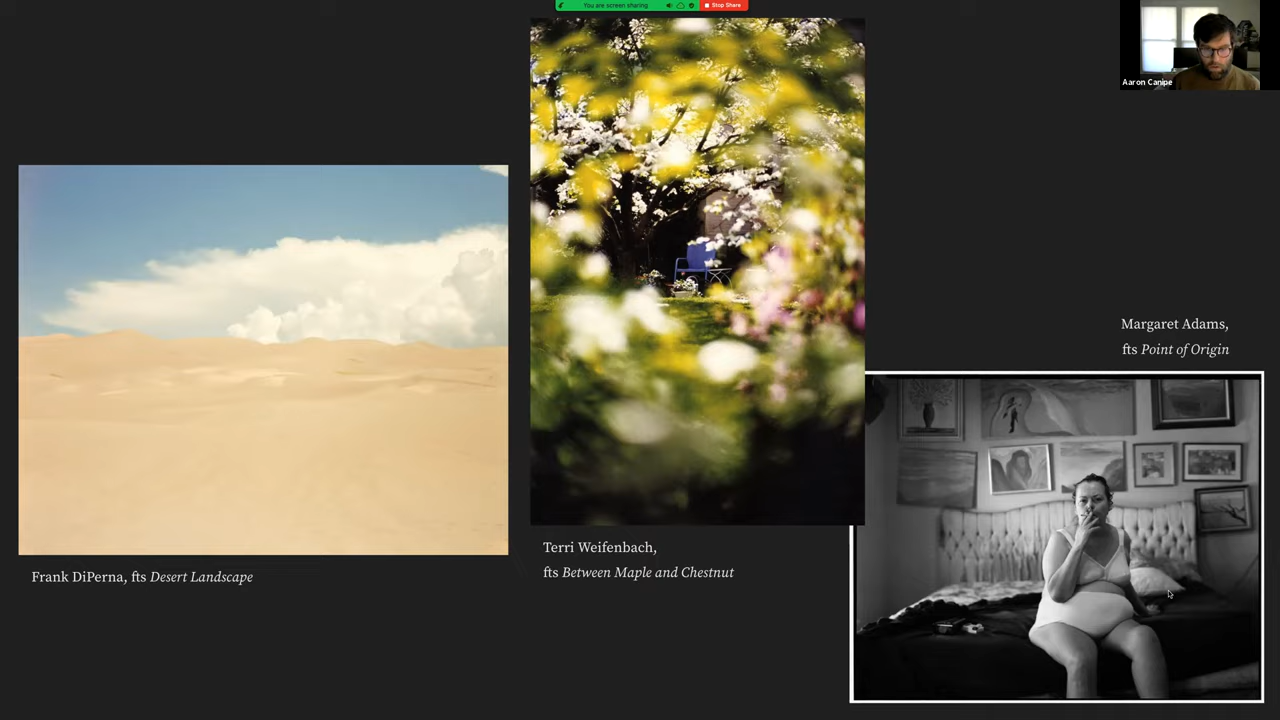 You are screen sharing
Stop Share
Aaron Canipe
Margaret Adams,
fts Point of Origin
Terri Weifenbach,
fts Between Maple and Chestnut
Frank DiPerna, fts Desert Landscape